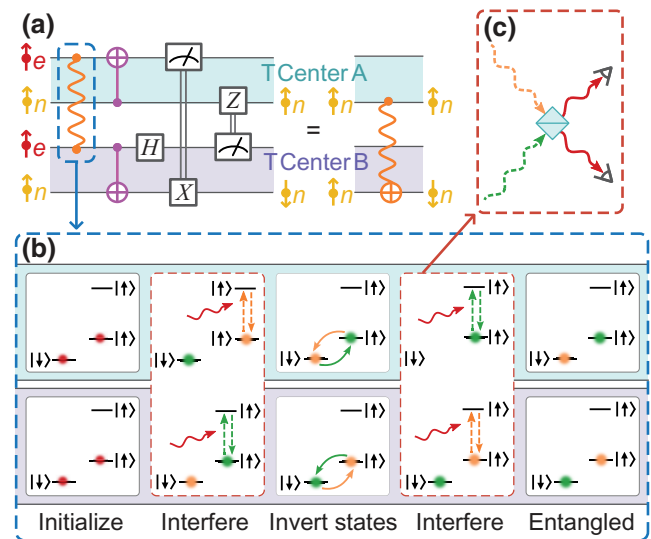 (a)
(c)
e
T Center A
n
Z
n
n
=
e
H
T Center B
n
X
n
n
(b)
|↑⟩
|↑⟩
|↑⟩
|↑⟩
|↑⟩
|↑⟩
|↑⟩
|↑⟩
|↑⟩
|↑⟩
|↓⟩
|↓⟩
|↓⟩
|↓⟩
|↓⟩
|↑⟩
|↑⟩
|↑⟩
|↑⟩
|↑⟩
|↑⟩
|↑⟩
|↑⟩
|↑⟩
|↑⟩
|↓⟩
|↓⟩
|↓⟩
|↓⟩
|↓⟩
Initialize Interfere Invert states Interfere Entangled